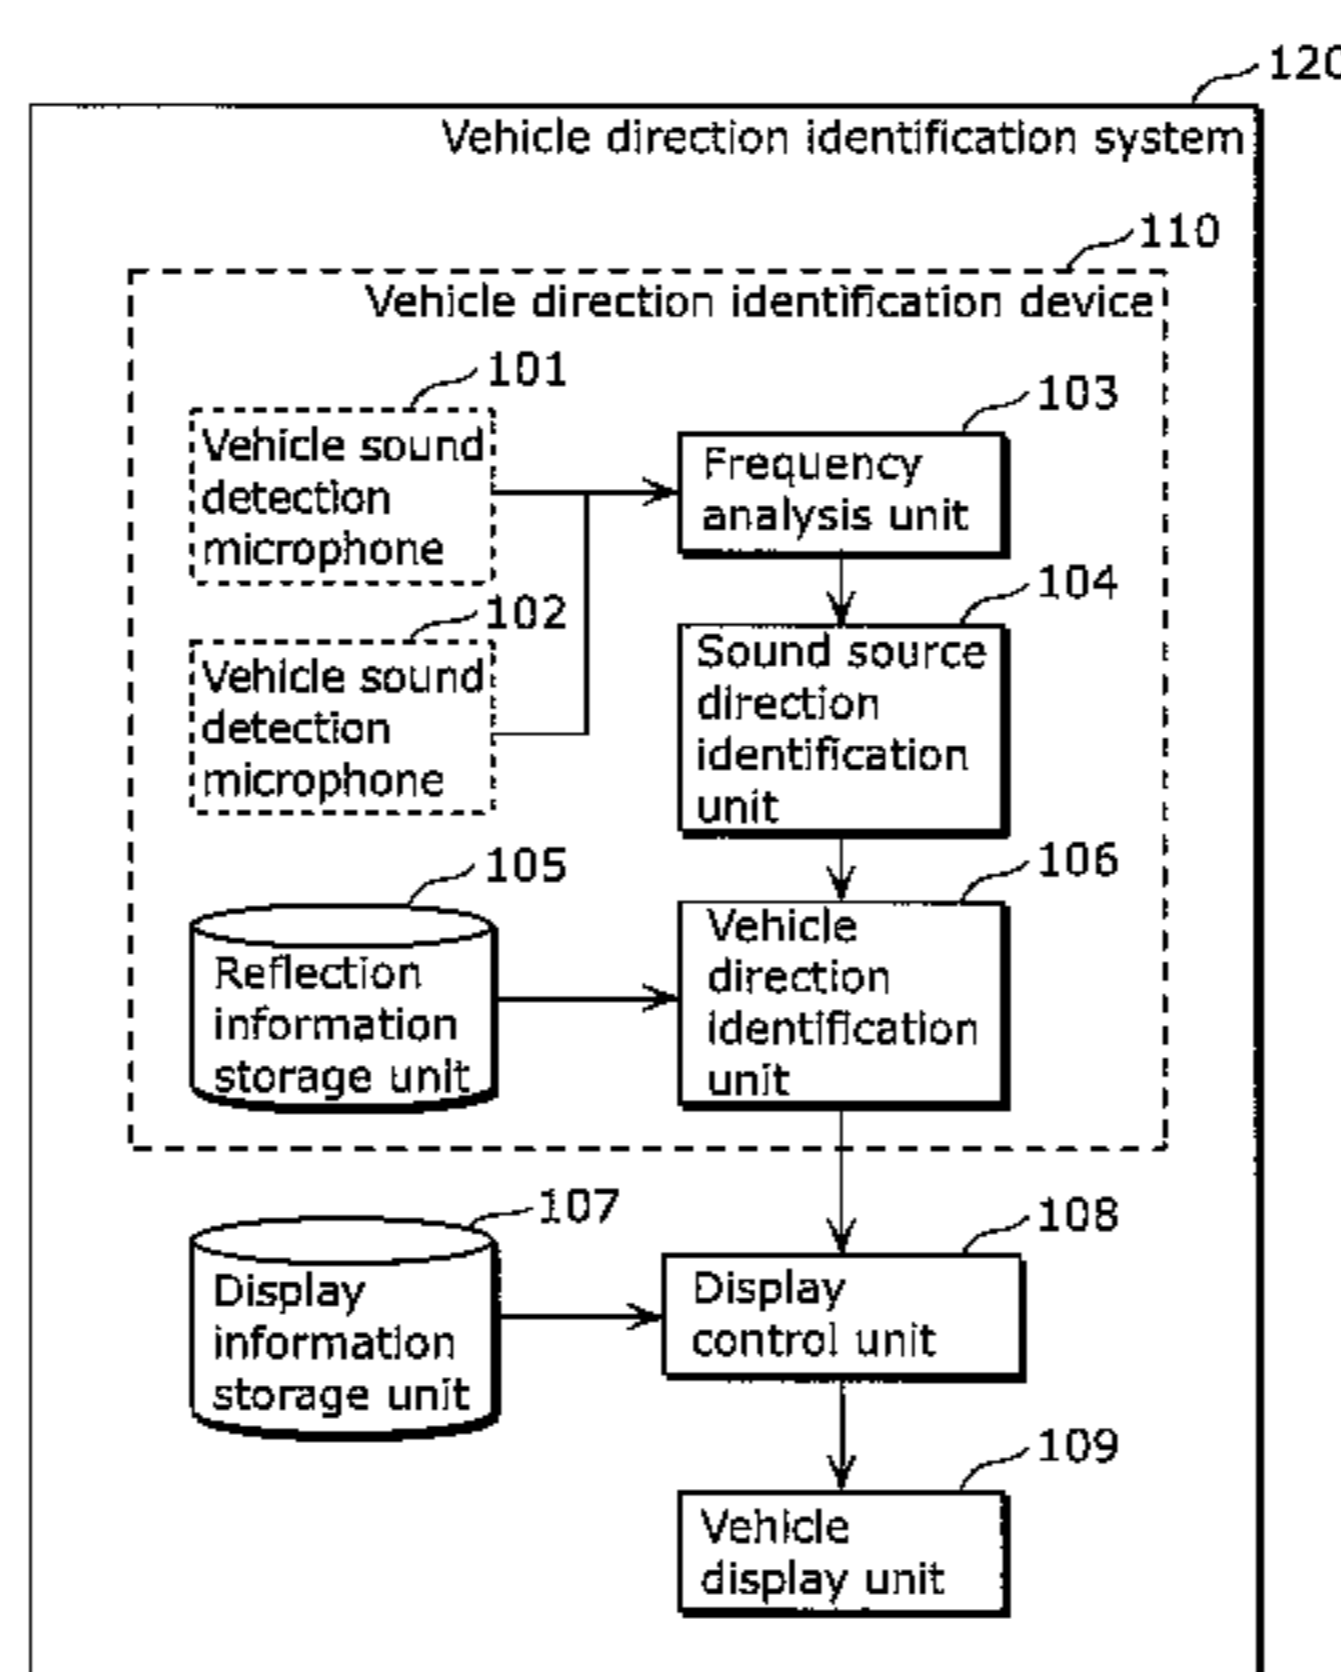 120
Vehicle direction identification system
110
Vehicle direction identification device
101
Vehicle sound
detection
microphone
103
Frequency
analysis unit
102
Vehicle sound
detection
microphone
104
Sound source
direction
identification
unit
105
Reflection
information
storage unit
106
Vehicle
direction
identification
unit
107
Display
information
storage unit
108
Display
control unit
109
Vehicle
display unit